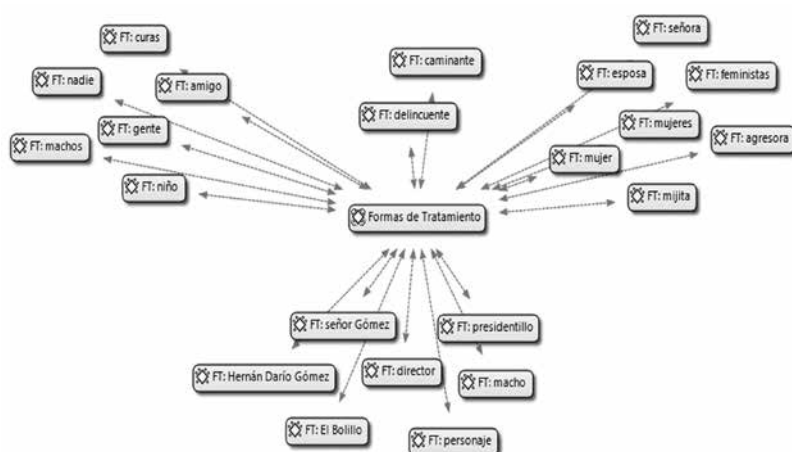 FT: curas
FT: señora
FT: caminante
FT: nadie
FT: amigo
FT: esposa
FT: feministas
FT: delincuente
FT: gente
FT: mujeres
FT: machos
FT: agresora
FT: mujer
FT: niño
FT: mijita
Formas de Tratamiento
FT: señor Gómez
FT: presidentillo
FT: Hernán Darío Gómez
FT: director
FT: macho
FT: El Bolillo
FT: personaje